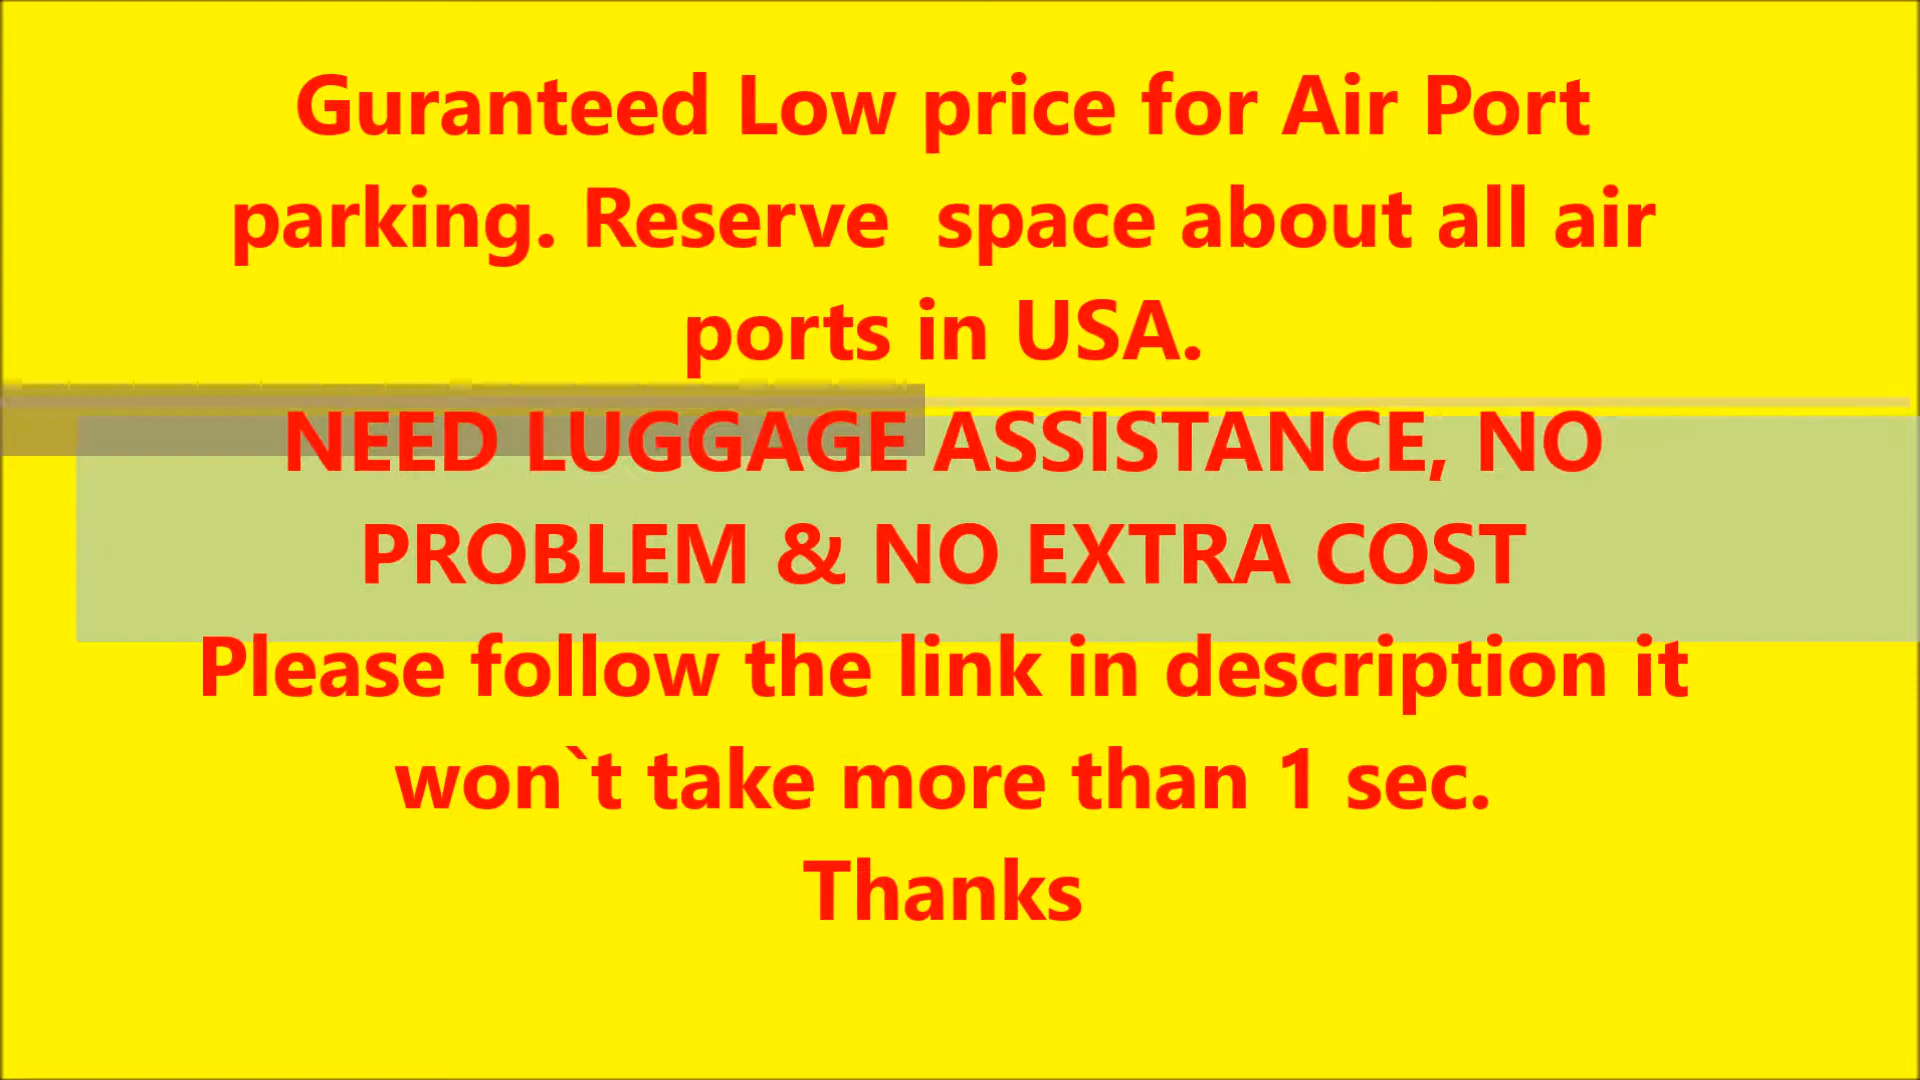 Guranteed Low price for Air Port
parking. Reserve  space about all air
ports in USA.
NEED LUGGAGE ASSISTANCE, NO
PROBLEM & NO EXTRA COST
Please follow the link in description it
won`t take more than 1 sec.
Thanks